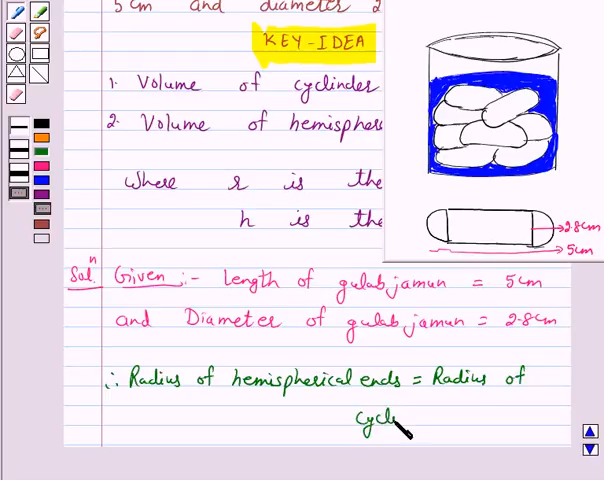 5cm and diameter 2
KEY-IDEA
1. Volume of cylinder
2. Volume of hemisphere
where r is the
h is the
2.8cm
5cm
Solⁿ Given :- Length of gulab jamun = 5cm
and Diameter of gulab jamun = 2.8cm
∴ Radius of hemispherical ends = Radius of
cycl